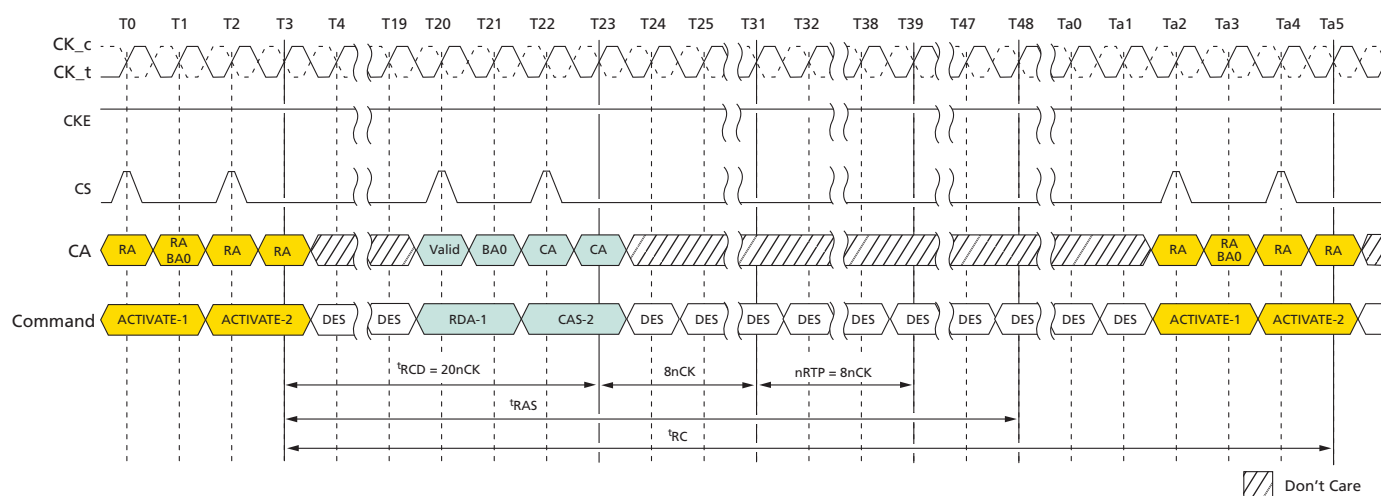 T0 T1 T2 T3 T4 T19 T20 T21 T22 T23 T24 T25 T31 T32 T38 T39 T47 T48 Ta0 Ta1 Ta2 Ta3 Ta4 Ta5
CK_c
CK_t
CKE
CS
CA RA RA BA0 RA RA Valid BA0 CA CA RA RA BA0 RA RA
Command ACTIVATE-1 ACTIVATE-2 DES DES RDA-1 CAS-2 DES DES DES DES DES DES DES DES DES DES ACTIVATE-1 ACTIVATE-2
tRCD = 20nCK 8nCK nRTP = 8nCK
tRAS
tRC
Don't Care